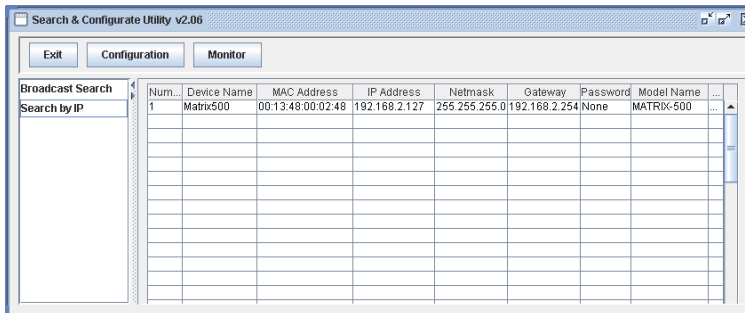 Search & Configurate Utility v2.06
Exit Configuration Monitor
Broadcast Search
Search by IP
Num... Device Name MAC Address IP Address Netmask Gateway Password Model Name ...
1 Matrix500 00:13:48:00:02:48 192.168.2.127 255.255.255.0 192.168.2.254 None MATRIX-500 ...